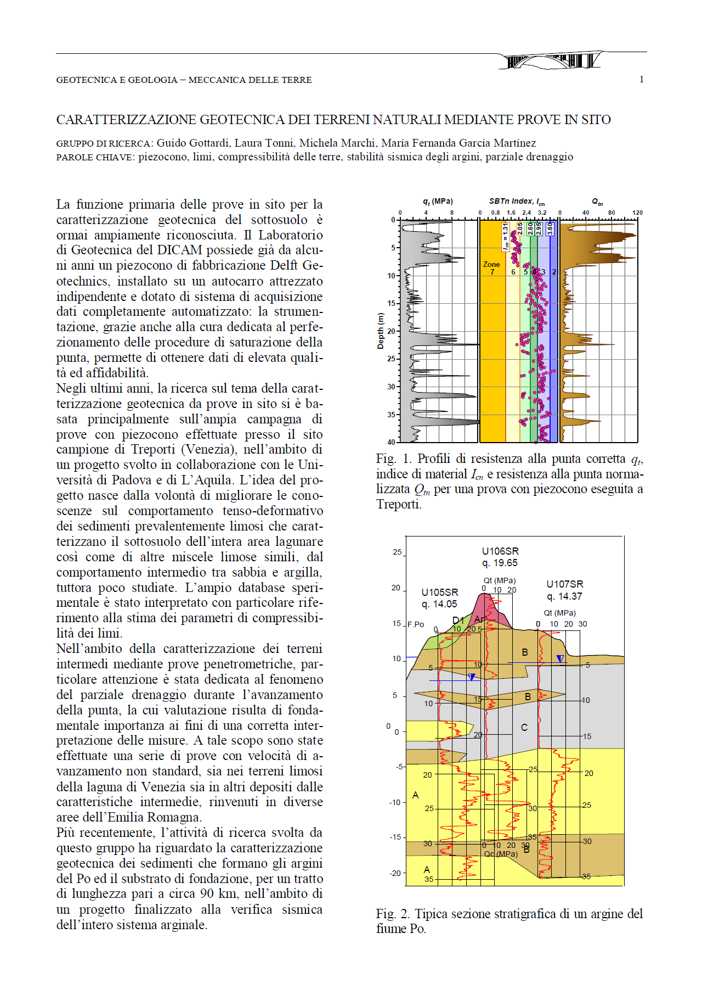 GEOTECNICA E GEOLOGIA – MECCANICA DELLE TERRE
1
CARATTERIZZAZIONE GEOTECNICA DEI TERRENI NATURALI MEDIANTE PROVE IN SITO
GRUPPO DI RICERCA: Guido Gottardi, Laura Tonni, Michela Marchi, María Fernanda García Martínez
PAROLE CHIAVE: piezocono, limi, compressibilità delle terre, stabilità sismica degli argini, parziale drenaggio
La funzione primaria delle prove in sito per la
caratterizzazione geotecnica del sottosuolo è
ormai ampiamente riconosciuta. Il Laboratorio
di Geotecnica del DICAM possiede già da alcu-
ni anni un piezocono di fabbricazione Delft Ge-
otechnics, installato su un autocarro attrezzato
indipendente e dotato di sistema di acquisizione
dati completamente automatizzato: la strumen-
tazione, grazie anche alla cura dedicata al perfe-
zionamento delle procedure di saturazione della
punta, permette di ottenere dati di elevata quali-
tà ed affidabilità.
Negli ultimi anni, la ricerca sul tema della carat-
terizzazione geotecnica da prove in sito si è ba-
sata principalmente sull'ampia campagna di
prove con piezocono effettuate presso il sito
campione di Treporti (Venezia), nell'ambito di
un progetto svolto in collaborazione con le Uni-
versità di Padova e di L'Aquila. L'idea del pro-
getto nasce dalla volontà di migliorare le cono-
scenze sul comportamento tenso-deformativo
dei sedimenti prevalentemente limosi che carat-
terizzano il sottosuolo dell'intera area lagunare
così come di altre miscele limose simili, dal
comportamento intermedio tra sabbia e argilla,
tuttora poco studiate. L'ampio database speri-
mentale è stato interpretato con particolare rife-
rimento alla stima dei parametri di compressibi-
lità dei limi.
Nell'ambito della caratterizzazione dei terreni
intermedi mediante prove penetrometriche, par-
ticolare attenzione è stata dedicata al fenomeno
del parziale drenaggio durante l'avanzamento
della punta, la cui valutazione risulta di fonda-
mentale importanza ai fini di una corretta inter-
pretazione delle misure. A tale scopo sono state
effettuate una serie di prove con velocità di a-
vanzamento non standard, sia nei terreni limosi
della laguna di Venezia sia in altri depositi dalle
caratteristiche intermedie, rinvenuti in diverse
aree dell'Emilia Romagna.
Più recentemente, l'attività di ricerca svolta da
questo gruppo ha riguardato la caratterizzazione
geotecnica dei sedimenti che formano gli argini
del Po ed il substrato di fondazione, per un tratto
di lunghezza pari a circa 90 km, nell'ambito di
un progetto finalizzato alla verifica sismica
dell'intero sistema arginale.
qt (MPa) SBTn Index, Icn Qtn
0 4 8 0 0.8 1.6 2.4 3.2 0 40 80 120
Icn = 1.31 2.05 2.60 2.95 3.60
Zone
7 6 5 4 3 2
Depth (m)
0
5
10
15
20
25
30
35
40
Fig. 1. Profili di resistenza alla punta corretta qt,
indice di material Icn e resistenza alla punta norma-
lizzata Qtn per una prova con piezocono eseguita a
Treporti.
25
20
15
10
5
0
0
-5
-10
-15
-20
U106SR
q. 19.65
Qt (MPa)
0 10 20
U105SR
q. 14.05
U107SR
q. 14.37
Qt (MPa)
0 10 20 30
F.Po
D1
Ar
0 10 20 5
B
5 10 5
B
10 15 10
C
20 15
20 25 20
A
25 30 25
30 35 30
0 10 20 30
Qc (MPa)
B
A
35 35
Fig. 2. Tipica sezione stratigrafica di un argine del
fiume Po.